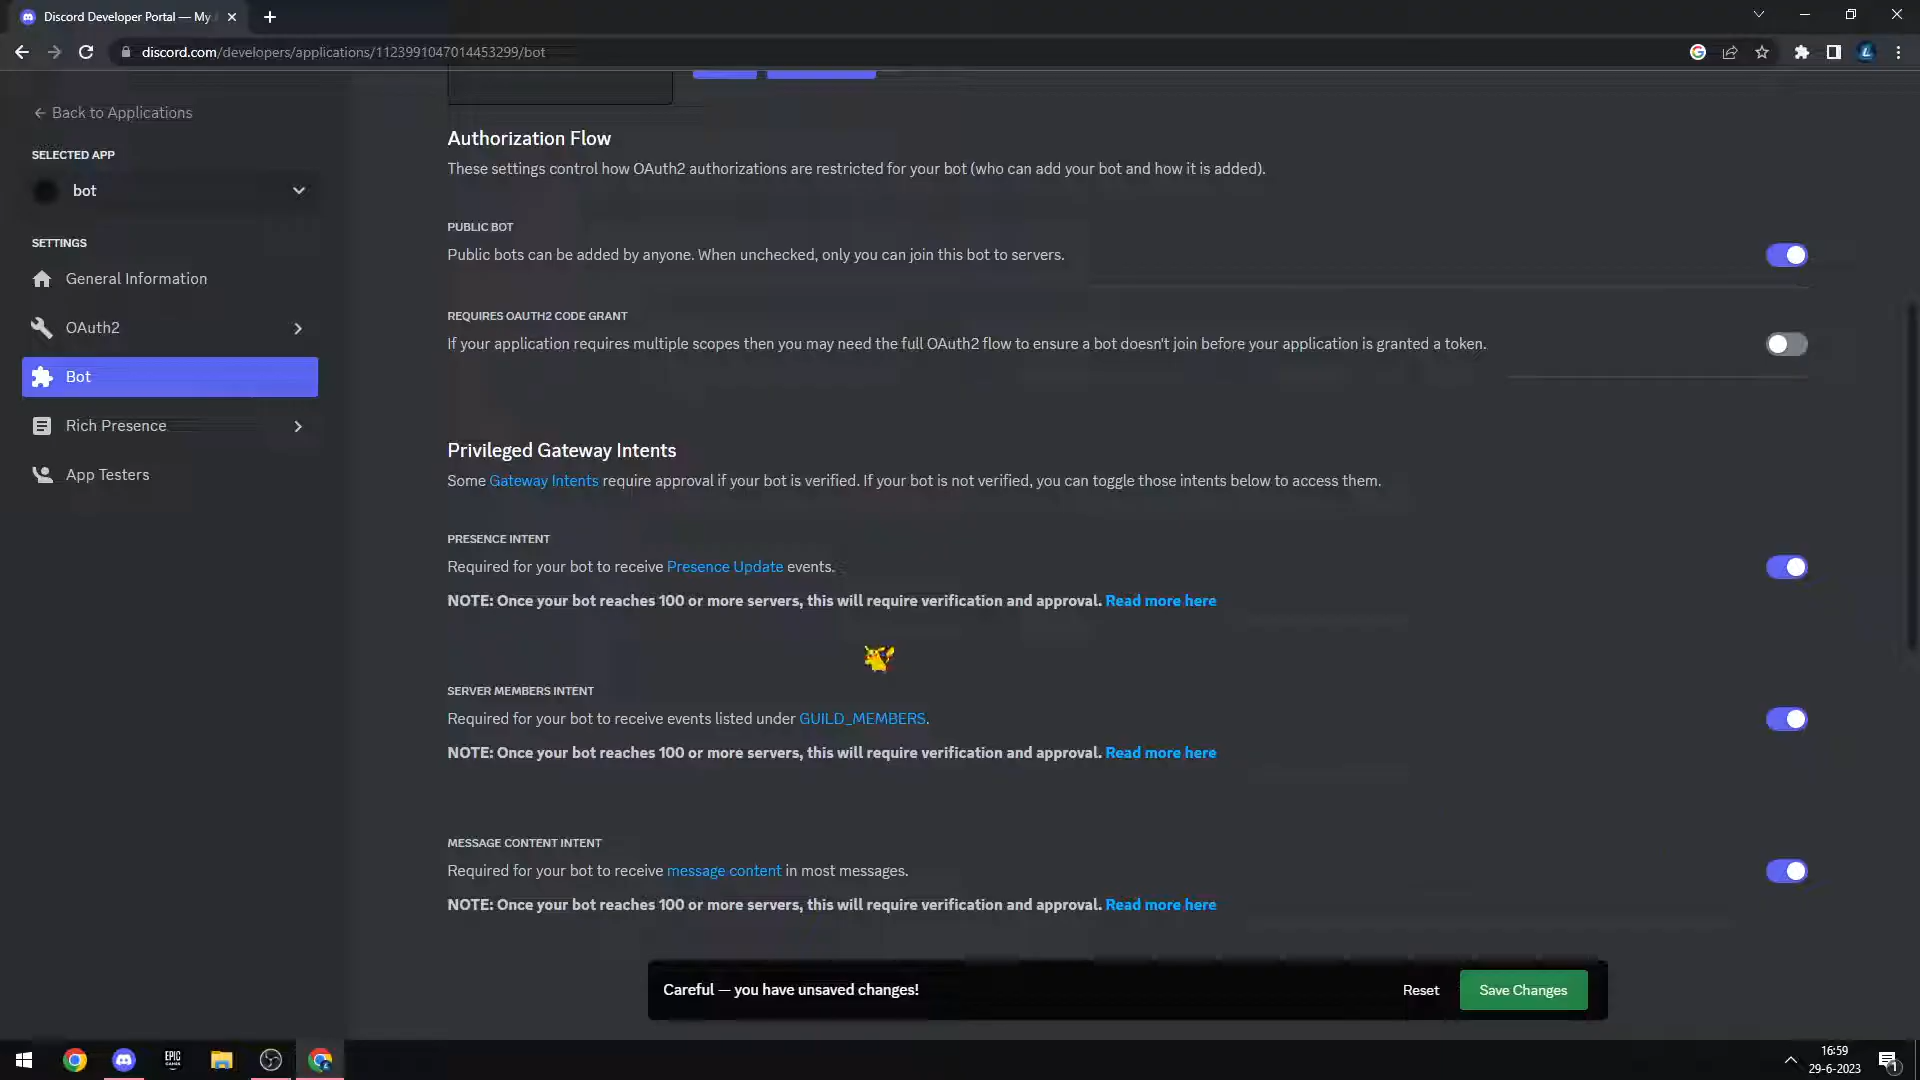 Discord Developer Portal — My
discord.com/developers/applications/1123991047014453299/bot
Back to Applications
SELECTED APP
bot
SETTINGS
General Information
OAuth2
Bot
Rich Presence
App Testers
Authorization Flow
These settings control how OAuth2 authorizations are restricted for your bot (who can add your bot and how it is added).
PUBLIC BOT
Public bots can be added by anyone. When unchecked, only you can join this bot to servers.
REQUIRES OAUTH2 CODE GRANT
If your application requires multiple scopes then you may need the full OAuth2 flow to ensure a bot doesn't join before your application is granted a token.
Privileged Gateway Intents
Some Gateway Intents require approval if your bot is verified. If your bot is not verified, you can toggle those intents below to access them.
PRESENCE INTENT
Required for your bot to receive Presence Update events.
NOTE: Once your bot reaches 100 or more servers, this will require verification and approval. Read more here
SERVER MEMBERS INTENT
Required for your bot to receive events listed under GUILD_MEMBERS.
NOTE: Once your bot reaches 100 or more servers, this will require verification and approval. Read more here
MESSAGE CONTENT INTENT
Required for your bot to receive message content in most messages.
NOTE: Once your bot reaches 100 or more servers, this will require verification and approval. Read more here
Careful — you have unsaved changes!
Reset
Save Changes
EPIC
GAMES
16:59
29-6-2023
1